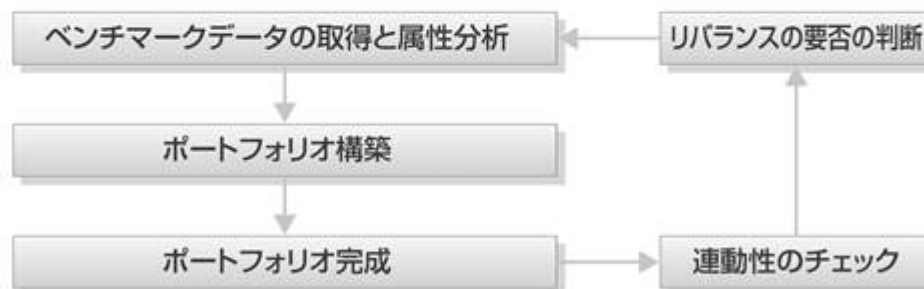 ベンチマークデータの取得と属性分析
リバランスの要否の判断
ポートフォリオ構築
ポートフォリオ完成
連動性のチェック